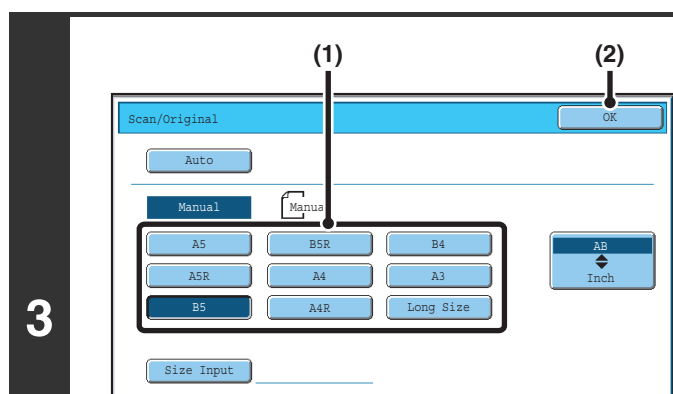 (1) (2)
Scan/Original OK
Auto
Manual Manua
A5 B5R B4 AB
A5R A4 A3 Inch
B5 A4R Long Size
3
Size Input